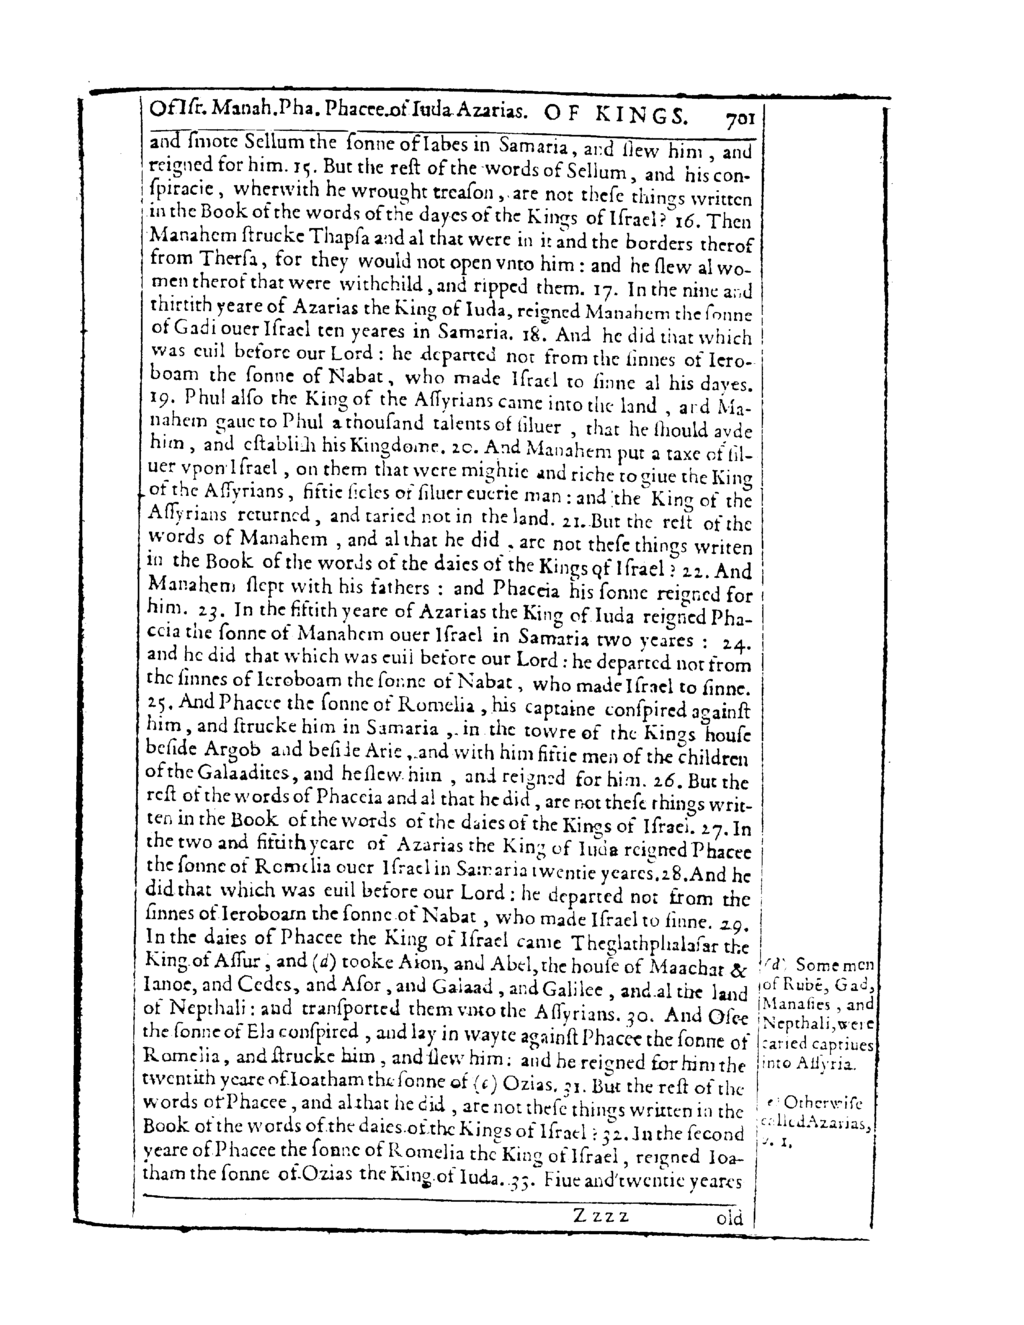 Of Iſr. Manah. Pha. Phacee. of Iuda Azarias. OF KINGS. 701
and ſmote Sellum the ſonne of Iabes in Samaria, and ſlew him, and
reigned for him. 15. But the reſt of the words of Sellum, and his con-
ſpiracie, wherwith he wrought treaſon, are not theſe things written
in the Book of the words of the dayes of the Kings of Iſrael? 16. Then
Manahem ſtrucke Thapſa and al that were in it and the borders therof
from Therſa, for they would not open vnto him: and he ſlew al wo-
men therof that were withchild, and ripped them. 17. In the nine and
thirtith yeare of Azarias the King of Iuda, reigned Manahem the ſonne
of Gadi ouer Iſrael ten yeares in Samaria. 18. And he did that which
was euil before our Lord: he departed not from the ſinnes of Iero-
boam the ſonne of Nabat, who made Iſrael to ſinne al his dayes.
19. Phul alſo the King of the Aſſyrians came into the land, and Ma-
nahem gaue to Phul a thouſand talents of ſiluer, that he ſhould ayde
him, and eſtabliſh his Kingdome. 20. And Manahem put a taxe of ſil-
uer vpon Iſrael, on them that were mightie and riche to giue the King
of the Aſſyrians, fiftie ſicles of ſiluer euerie man: and the King of the
Aſſyrians returned, and taried not in the land. 21. But the reſt of the
words of Manahem, and al that he did, are not theſe things writen
in the Book of the words of the daies of the Kings of Iſrael? 22. And
Manahem ſlept with his fathers: and Phaceia his ſonne reigned for
him. 23. In the fiftith yeare of Azarias the King of Iuda reigned Pha-
ceia the ſonne of Manahem ouer Iſrael in Samaria two yeares: 24.
and he did that which was euil before our Lord: he departed not from
the ſinnes of Ieroboam the ſonne of Nabat, who made Iſrael to ſinne.
25. And Phacee the ſonne of Romelia, his captaine conſpired againſt
him, and ſtrucke him in Samaria, in the towre of the Kings houſe
beſide Argob and beſide Arie, and with him fiftie men of the children
of the Galaadites, and he ſlew him, and reigned for him. 26. But the
reſt of the words of Phaceia and al that he did, are not theſe things writ-
ten in the Book of the words of the daies of the Kings of Iſrael. 27. In
the two and fiftith yeare of Azarias the King of Iuda reigned Phacee
the ſonne of Romelia ouer Iſrael in Samaria twentie yeares. 28. And he
did that which was euil before our Lord: he departed not from the
ſinnes of Ieroboam the ſonne of Nabat, who made Iſrael to ſinne. 29.
In the daies of Phacee the King of Iſrael came Theglathphalaſar the
King of Aſſur, and (d) tooke Aion, and Abel, the houſe of Maachat &
Ianoe, and Cedes, and Aſor, and Galaad, and Galilee, and al the land
of Nepthali: and tranſported them vnto the Aſſyrians. 30. And Oſee
the ſonne of Ela conſpired, and lay in wayte againſt Phacee the ſonne of
Romelia, and ſtrucke him, and ſlew him: and he reigned for him the
twentith yeare of Ioatham the ſonne of (e) Ozias. 31. But the reſt of the
words of Phacee, and al that he did, are not theſe things written in the
Book of the words of the daies of the Kings of Iſrael? 32. In the ſecond
yeare of Phacee the ſonne of Romelia the King of Iſrael, reigned Ioa-
tham the ſonne of Ozias the King of Iuda. 33. Fiue and twentie yeares
Zzzz old
(d) Some men
of Rubē, Gad,
Manaſſes, and
Nepthali, were
caried captiues
into Aſſyria.
e Otherwiſe
called Azarias,
v. 1.